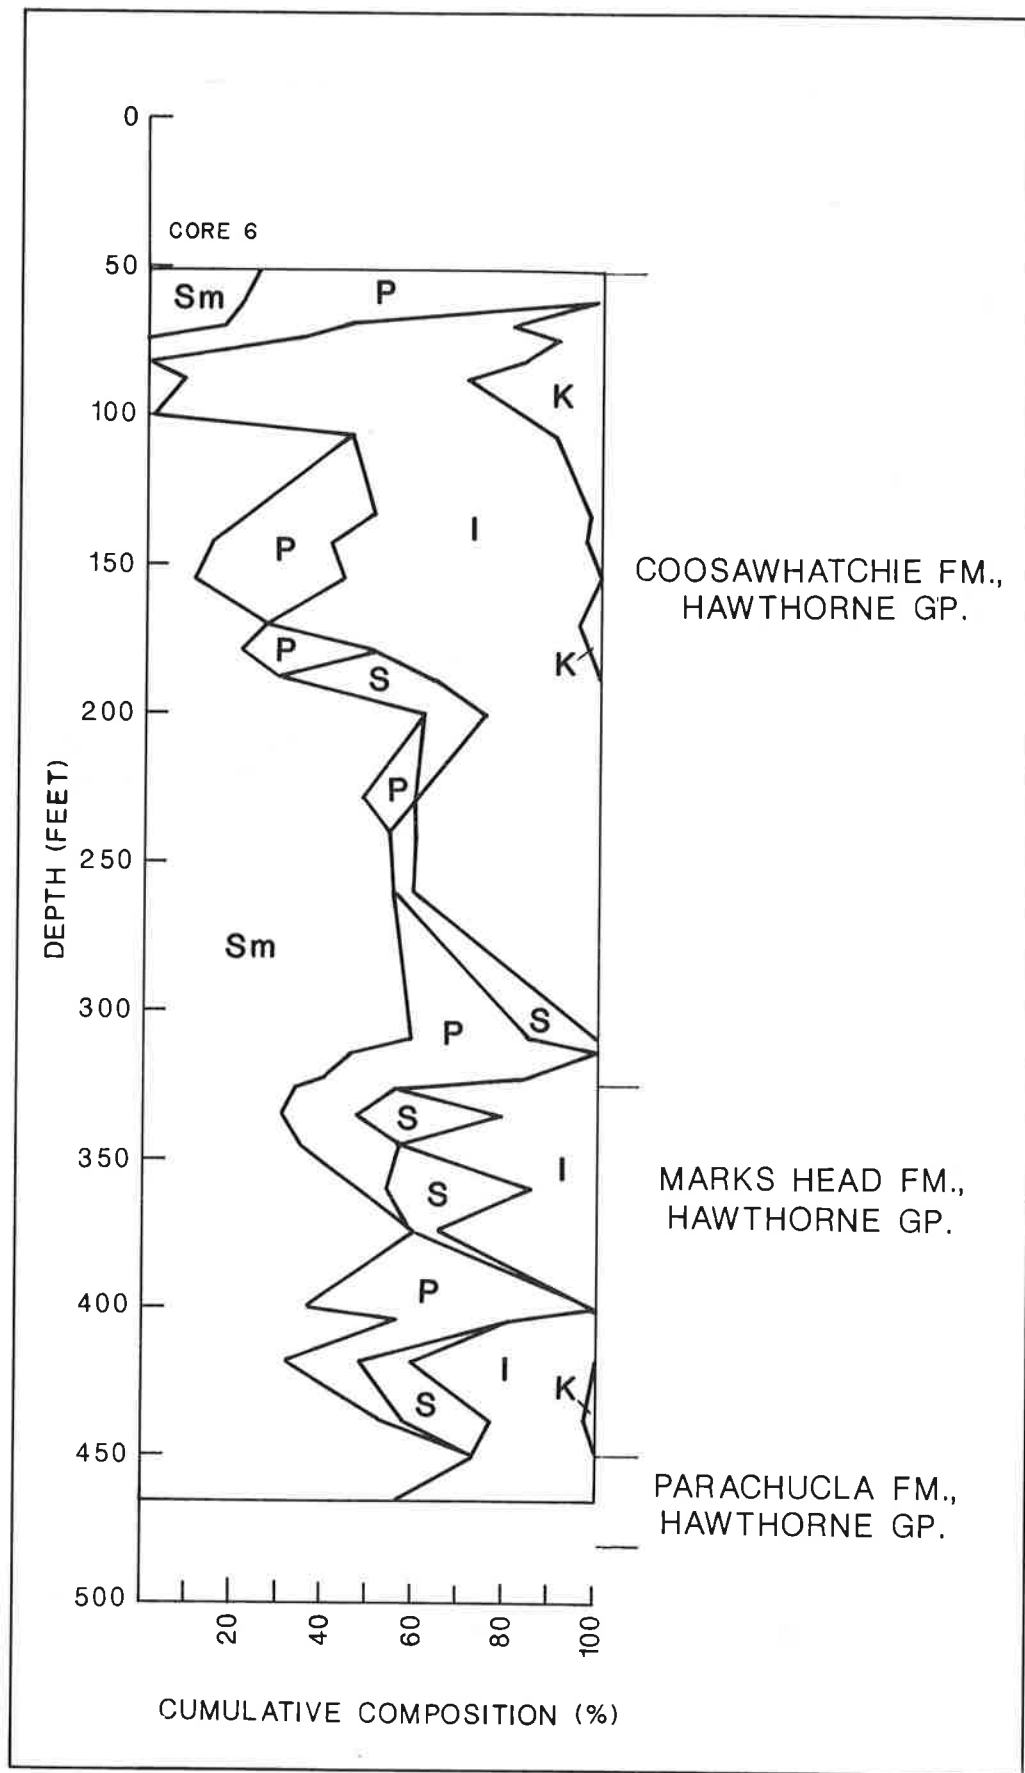 0
CORE 6
50
Sm
P
K
100
I
P
150
COOSAWHATCHIE FM.,
HAWTHORNE GP.
P
K
S
200
P
DEPTH (FEET)
250
Sm
300
P
S
S
350
I
MARKS HEAD FM.,
HAWTHORNE GP.
S
P
400
I
K
S
450
PARACHUCLA FM.,
HAWTHORNE GP.
500
20
40
60
80
100
CUMULATIVE COMPOSITION (%)